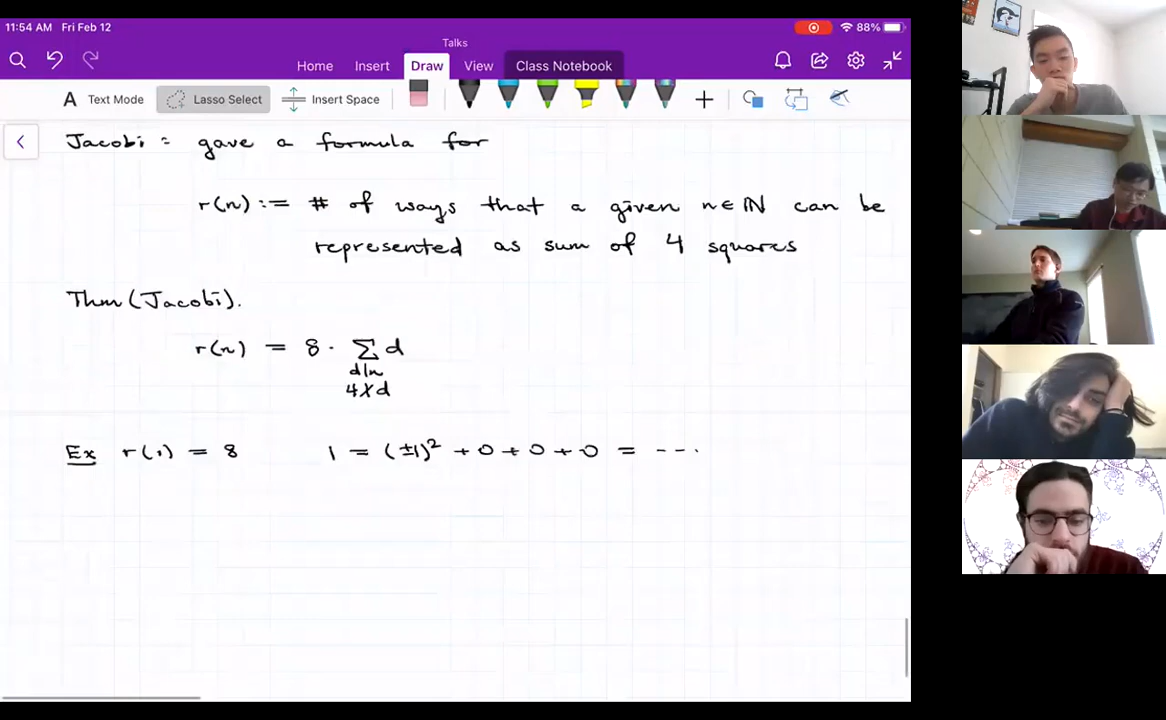 11:54 AM Fri Feb 12
88%
Talks
Home Insert Draw View Class Notebook
Text Mode Lasso Select Insert Space
Jacobi : gave a formula for
r(n) := # of ways that a given n ∈ ℕ can be
represented as sum of 4 squares
Thm (Jacobi).
r(n) = 8 · Σ d
d|n
4∤d
Ex r(1) = 8 1 = (±1)² + 0 + 0 + 0 = ---